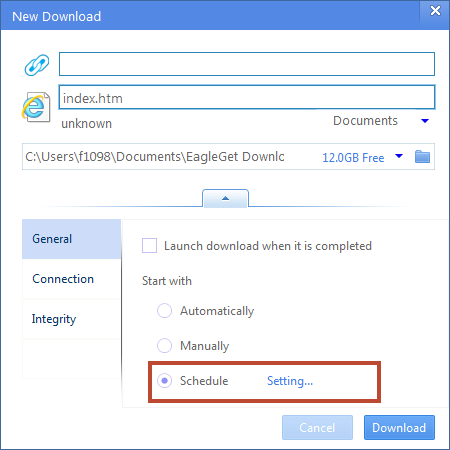 New Download
index.htm
unknown
Documents
C:\Users\f1098\Documents\EagleGet Downlc
12.0GB Free
General
Connection
Integrity
Launch download when it is completed
Start with
Automatically
Manually
Schedule Setting...
Cancel
Download